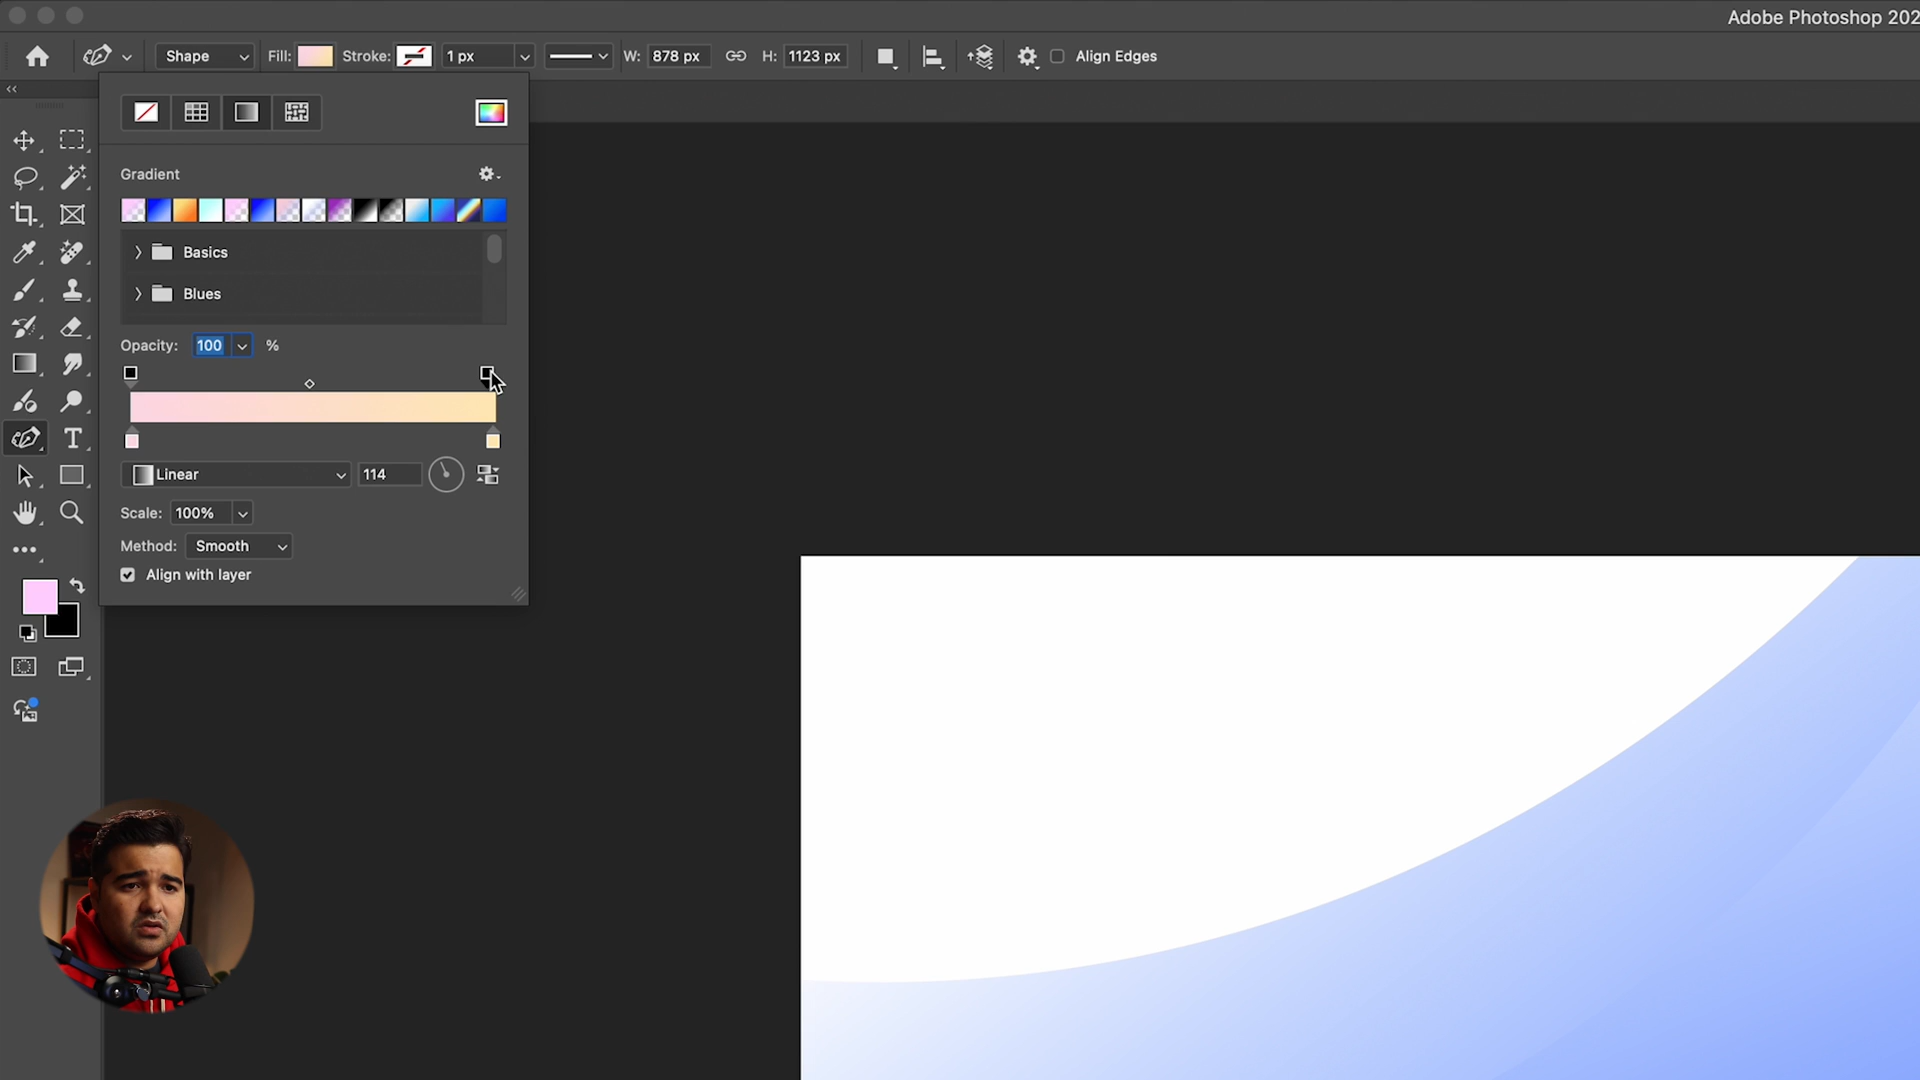 Adobe Photoshop 202
Shape Fill: Stroke: 1 px W: 878 px H: 1123 px Align Edges
Gradient
Basics
Blues
Opacity: 100 %
Linear 114
Scale: 100%
Method: Smooth
Align with layer